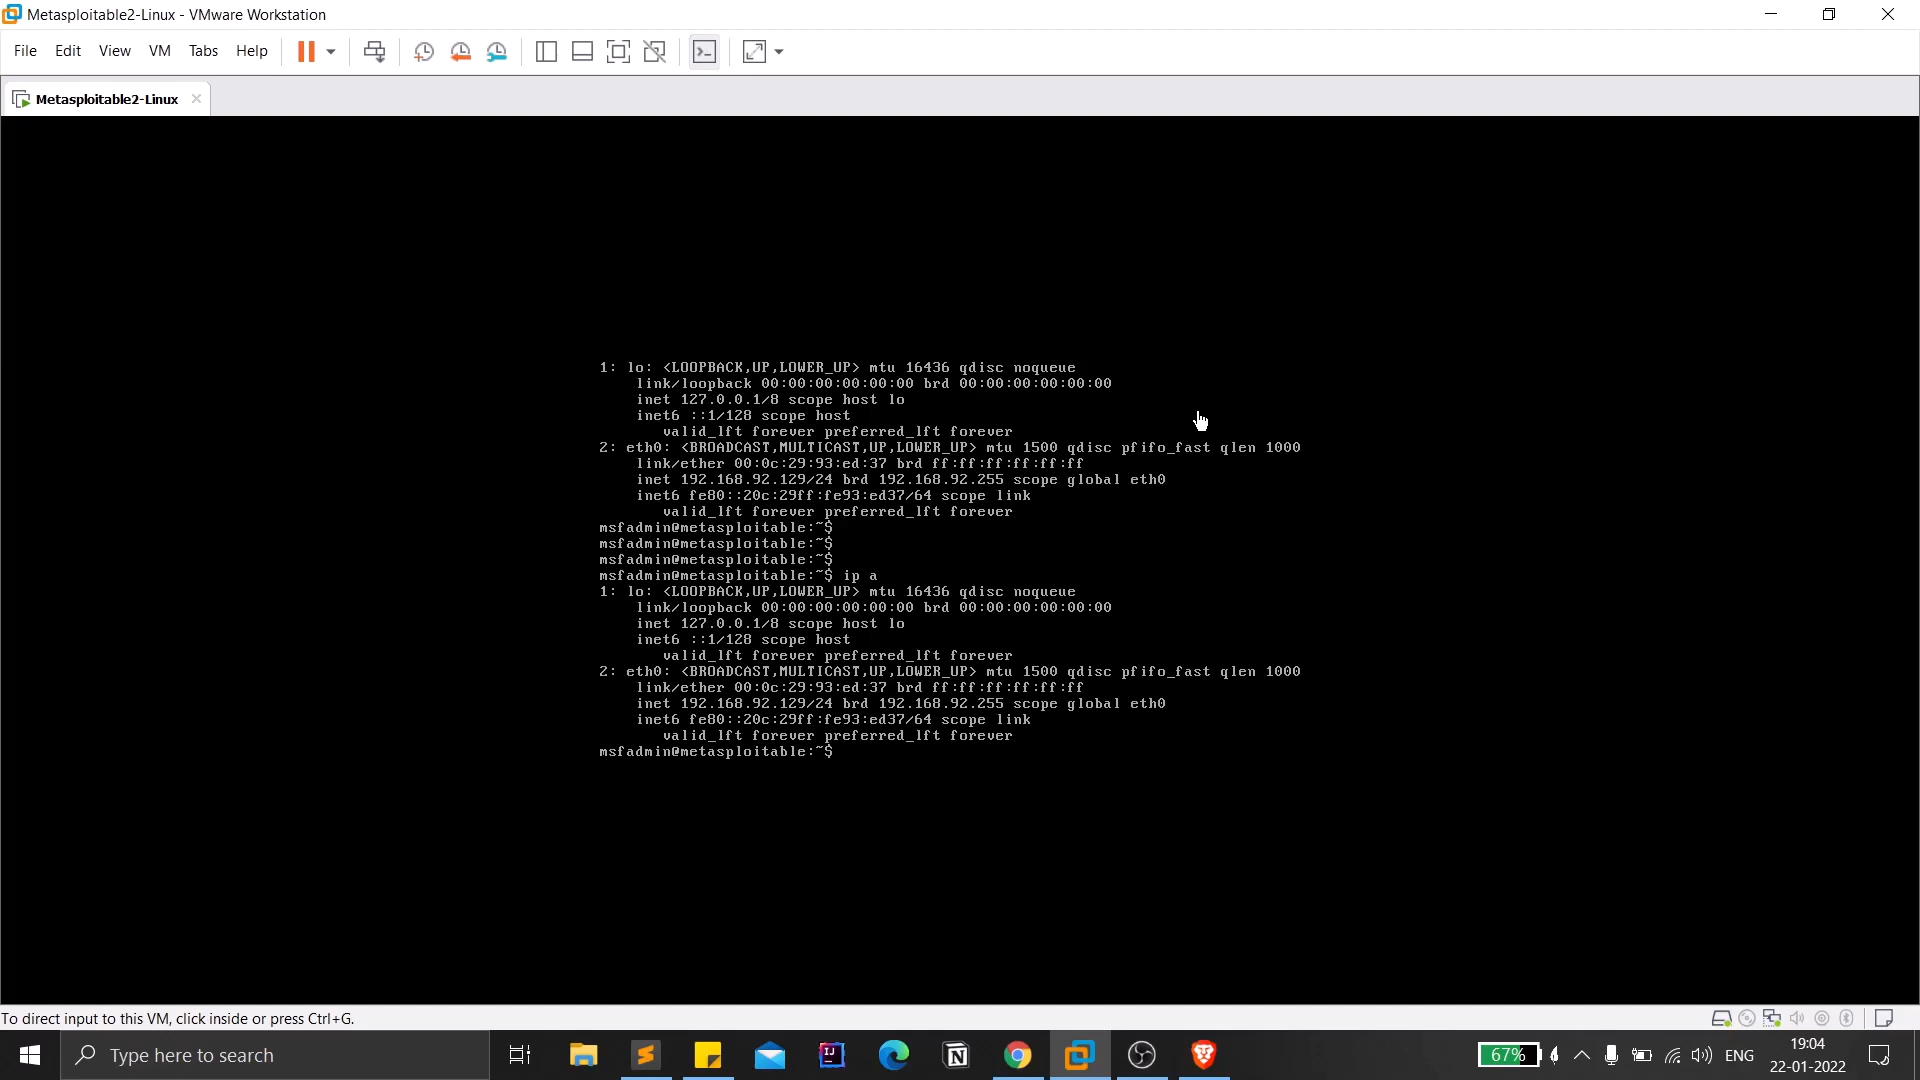 Metasploitable2-Linux - VMware Workstation
File Edit View VM Tabs Help
Metasploitable2-Linux
1: lo: <LOOPBACK,UP,LOWER_UP> mtu 16436 qdisc noqueue
link/loopback 00:00:00:00:00:00 brd 00:00:00:00:00:00
inet 127.0.0.1/8 scope host lo
inet6 ::1/128 scope host
valid_lft forever preferred_lft forever
2: eth0: <BROADCAST,MULTICAST,UP,LOWER_UP> mtu 1500 qdisc pfifo_fast qlen 1000
link/ether 00:0c:29:93:ed:37 brd ff:ff:ff:ff:ff:ff
inet 192.168.92.129/24 brd 192.168.92.255 scope global eth0
inet6 fe80::20c:29ff:fe93:ed37/64 scope link
valid_lft forever preferred_lft forever
msfadmin@metasploitable:~$
msfadmin@metasploitable:~$
msfadmin@metasploitable:~$
msfadmin@metasploitable:~$ ip a
1: lo: <LOOPBACK,UP,LOWER_UP> mtu 16436 qdisc noqueue
link/loopback 00:00:00:00:00:00 brd 00:00:00:00:00:00
inet 127.0.0.1/8 scope host lo
inet6 ::1/128 scope host
valid_lft forever preferred_lft forever
2: eth0: <BROADCAST,MULTICAST,UP,LOWER_UP> mtu 1500 qdisc pfifo_fast qlen 1000
link/ether 00:0c:29:93:ed:37 brd ff:ff:ff:ff:ff:ff
inet 192.168.92.129/24 brd 192.168.92.255 scope global eth0
inet6 fe80::20c:29ff:fe93:ed37/64 scope link
valid_lft forever preferred_lft forever
msfadmin@metasploitable:~$
To direct input to this VM, click inside or press Ctrl+G.
Type here to search
67%
ENG
19:04
22-01-2022